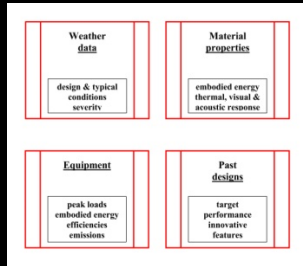 Weather
data
design & typical
conditions
severity
Material
properties
embodied energy
thermal, visual &
acoustic response
Equipment
peak loads
embodied energy
efficiencies
emissions
Past
designs
target
performance
innovative
features